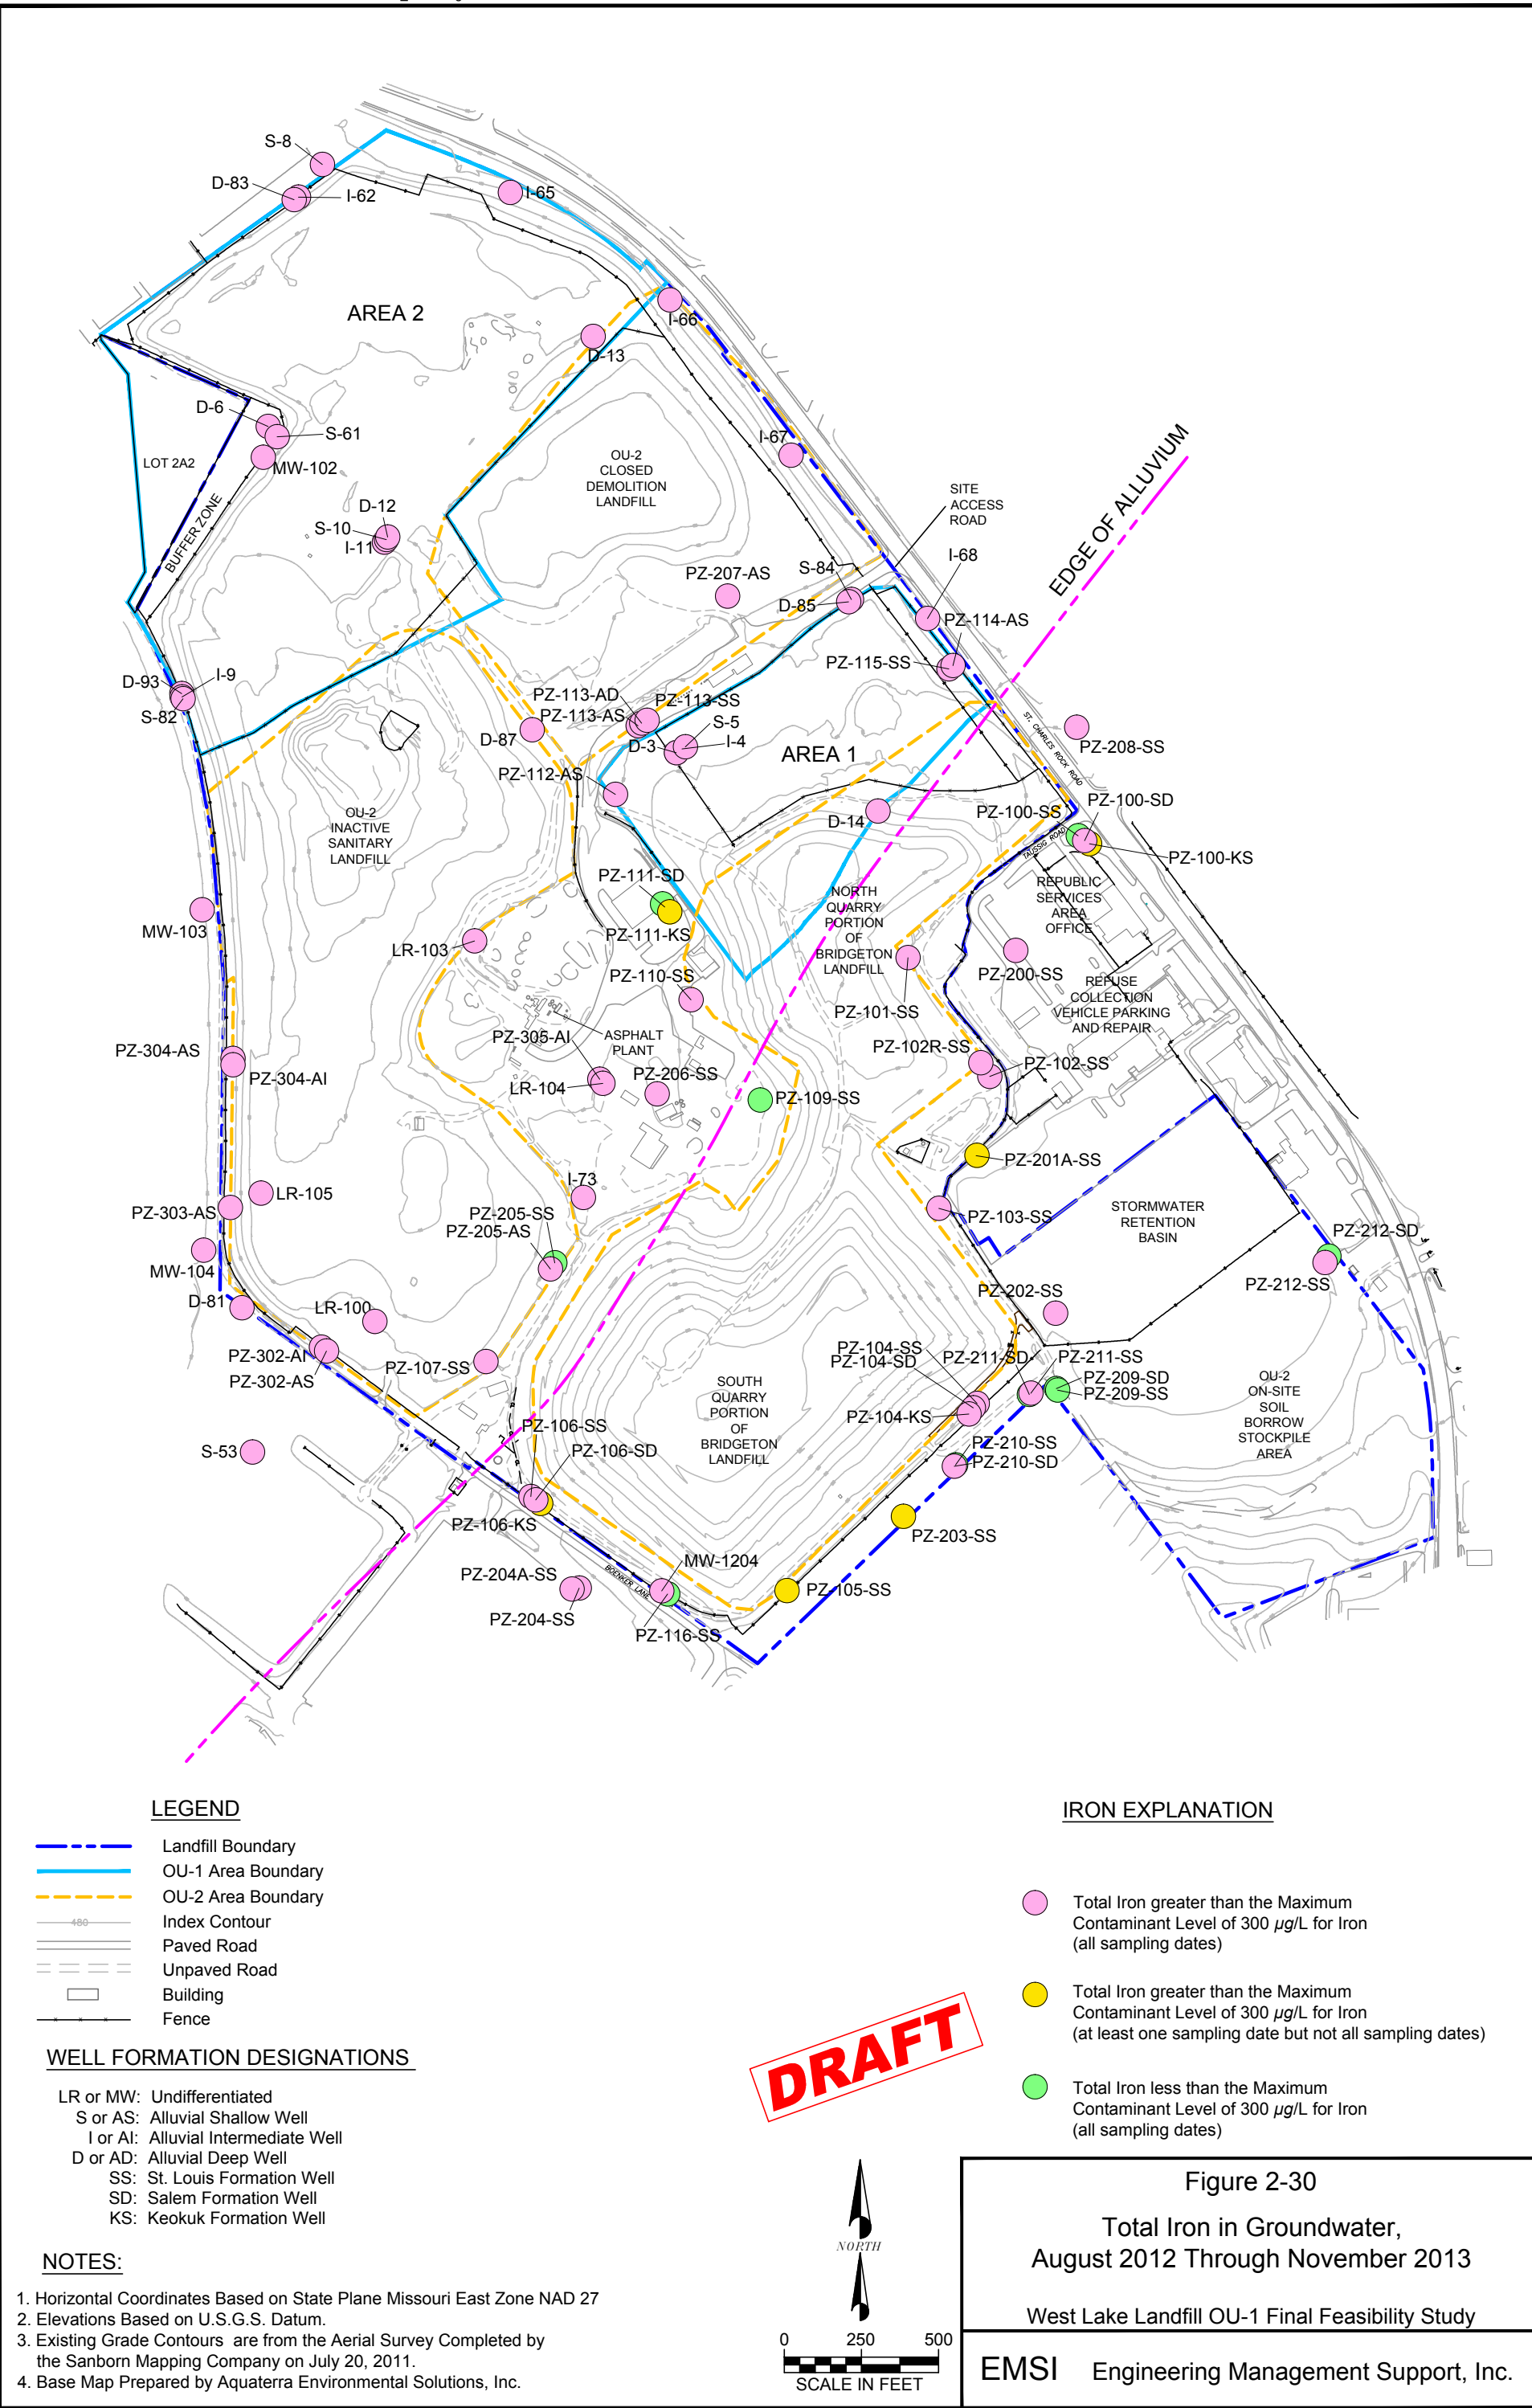 S-8
D-83
I-62
I-65
AREA 2
I-66
D-13
D-6
S-61
LOT 2A2
MW-102
I-67
OU-2
CLOSED
DEMOLITION
LANDFILL
BUFFER ZONE
D-12
S-10
I-11
SITE
ACCESS
ROAD
EDGE OF ALLUVIUM
I-68
S-84
PZ-207-AS
D-85
PZ-114-AS
PZ-115-SS
D-93
I-9
S-82
PZ-113-AD
PZ-113-SS
PZ-113-AS
S-5
D-87
D-3
I-4
AREA 1
ST. CHARLES ROCK ROAD
PZ-208-SS
PZ-112-AS
D-14
PZ-100-SS
PZ-100-SD
TAUSSIG ROAD
PZ-100-KS
OU-2
INACTIVE
SANITARY
LANDFILL
PZ-111-SD
PZ-111-KS
NORTH
QUARRY
PORTION
OF
BRIDGETON
LANDFILL
REPUBLIC
SERVICES
AREA
OFFICE
MW-103
LR-103
PZ-110-SS
PZ-200-SS
PZ-101-SS
REFUSE
COLLECTION
VEHICLE PARKING
AND REPAIR
PZ-305-AI
ASPHALT
PLANT
PZ-304-AS
PZ-304-AI
LR-104
PZ-206-SS
PZ-102R-SS
PZ-102-SS
PZ-109-SS
PZ-201A-SS
LR-105
I-73
PZ-303-AS
PZ-205-SS
PZ-205-AS
PZ-103-SS
STORMWATER
RETENTION
BASIN
PZ-212-SD
PZ-212-SS
MW-104
D-81
LR-100
PZ-202-SS
PZ-302-AI
PZ-302-AS
PZ-107-SS
PZ-104-SS
PZ-104-SD
PZ-211-SD
PZ-211-SS
PZ-209-SD
PZ-209-SS
PZ-104-KS
SOUTH
QUARRY
PORTION
OF
BRIDGETON
LANDFILL
OU-2
ON-SITE
SOIL
BORROW
STOCKPILE
AREA
S-53
PZ-106-SS
PZ-106-SD
PZ-106-KS
PZ-210-SS
PZ-210-SD
PZ-203-SS
MW-1204
PZ-204A-SS
BOENKER LANE
PZ-105-SS
PZ-204-SS
PZ-116-SS
LEGEND
Landfill Boundary
OU-1 Area Boundary
OU-2 Area Boundary
480
Index Contour
Paved Road
Unpaved Road
Building
Fence
WELL FORMATION DESIGNATIONS
LR or MW: Undifferentiated
S or AS: Alluvial Shallow Well
I or AI: Alluvial Intermediate Well
D or AD: Alluvial Deep Well
SS: St. Louis Formation Well
SD: Salem Formation Well
KS: Keokuk Formation Well
NOTES:
1. Horizontal Coordinates Based on State Plane Missouri East Zone NAD 27
2. Elevations Based on U.S.G.S. Datum.
3. Existing Grade Contours are from the Aerial Survey Completed by
the Sanborn Mapping Company on July 20, 2011.
4. Base Map Prepared by Aquaterra Environmental Solutions, Inc.
IRON EXPLANATION
Total Iron greater than the Maximum
Contaminant Level of 300 µg/L for Iron
(all sampling dates)
Total Iron greater than the Maximum
Contaminant Level of 300 µg/L for Iron
(at least one sampling date but not all sampling dates)
Total Iron less than the Maximum
Contaminant Level of 300 µg/L for Iron
(all sampling dates)
DRAFT
NORTH
0 250 500
SCALE IN FEET
Figure 2-30
Total Iron in Groundwater,
August 2012 Through November 2013
West Lake Landfill OU-1 Final Feasibility Study
EMSI Engineering Management Support, Inc.